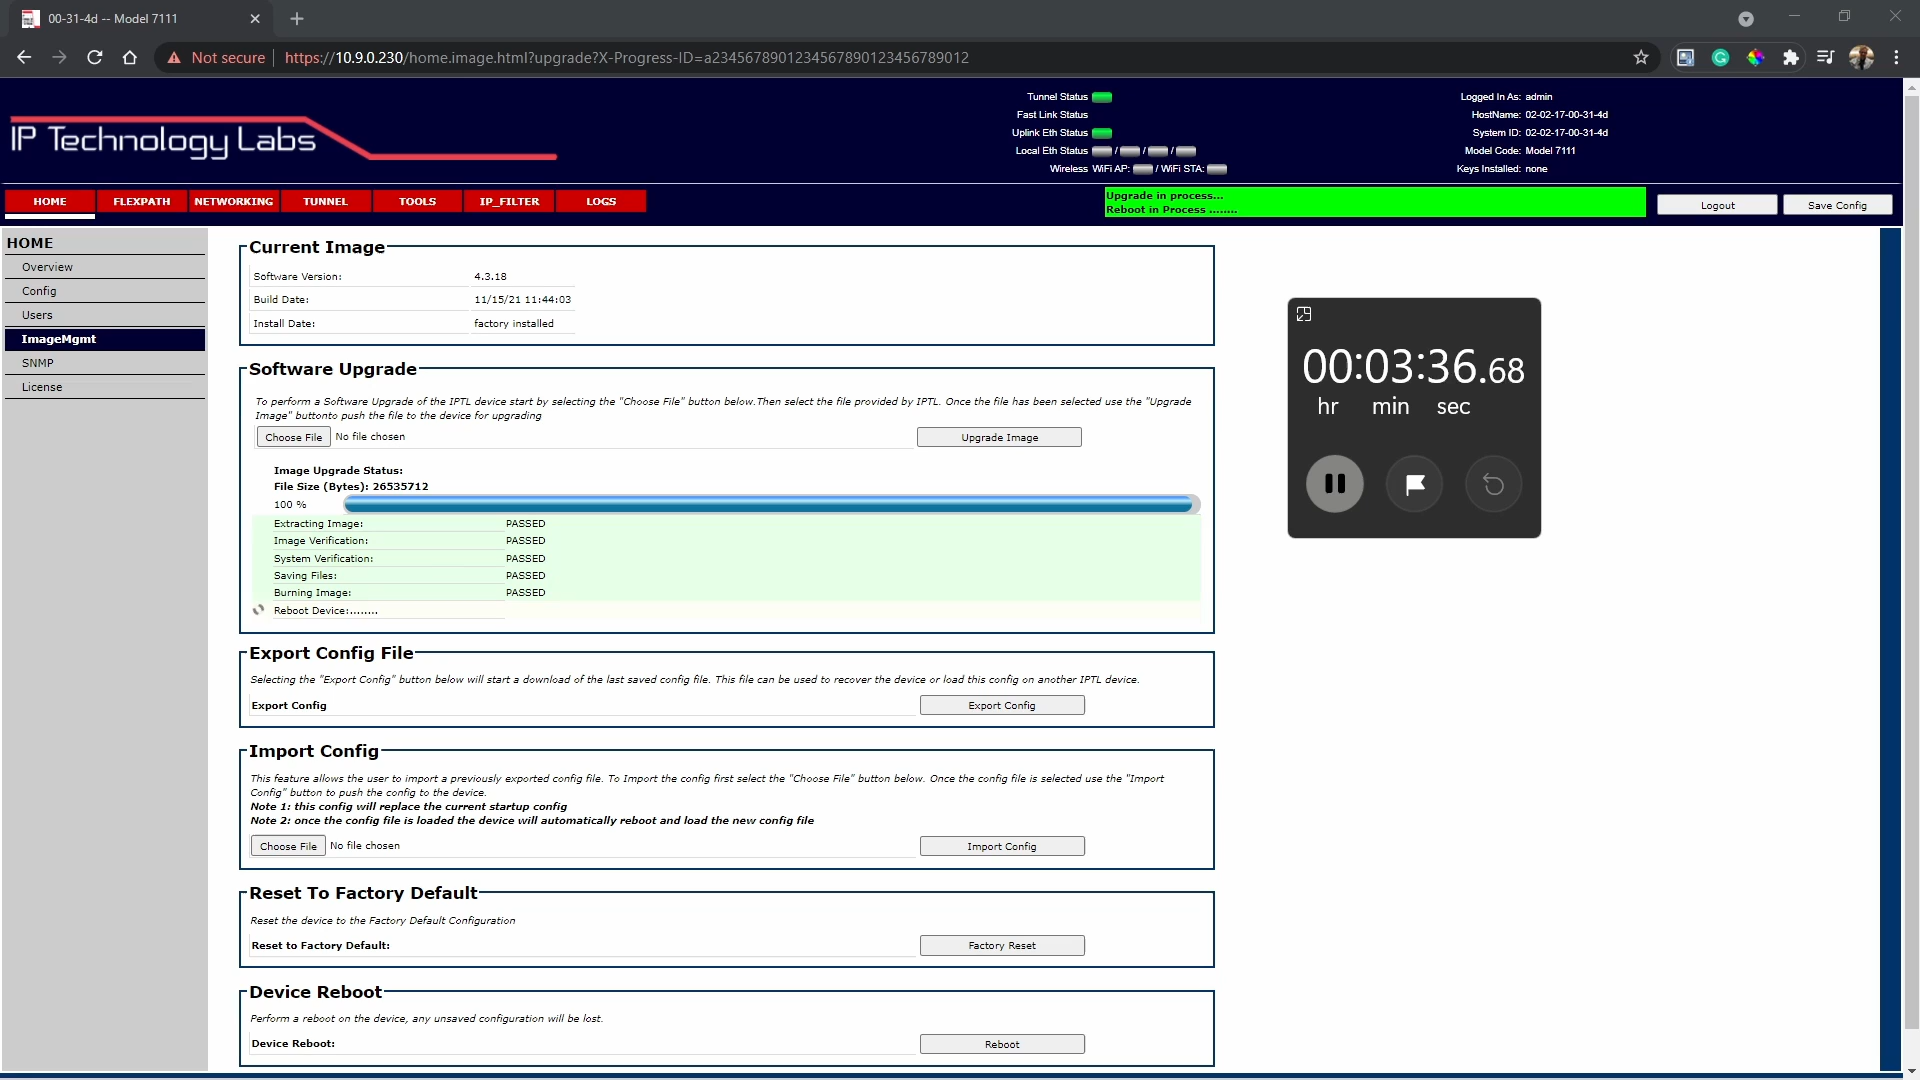 00-31-4d -- Model 7111
Not secure
https://10.9.0.230/home.image.html?upgrade?X-Progress-ID=a2345678901234567890123456789012
IP Technology Labs
Tunnel Status
Fast Link Status
Uplink Eth Status
Local Eth Status / / /
Wireless WiFi AP: / WiFi STA:
Logged In As: admin
HostName: 02-02-17-00-31-4d
System ID: 02-02-17-00-31-4d
Model Code: Model 7111
Keys Installed: none
HOME FLEXPATH NETWORKING TUNNEL TOOLS IP_FILTER LOGS
Upgrade in process...
Reboot in Process ........
Logout Save Config
HOME
Overview
Config
Users
ImageMgmt
SNMP
License
Current Image
Software Version: 4.3.18
Build Date: 11/15/21 11:44:03
Install Date: factory installed
Software Upgrade
To perform a Software Upgrade of the IPTL device start by selecting the "Choose File" button below.Then select the file provided by IPTL. Once the file has been selected use the "Upgrade
Image" buttonto push the file to the device for upgrading
Choose File No file chosen Upgrade Image
Image Upgrade Status:
File Size (Bytes): 26535712
100 %
Extracting Image: PASSED
Image Verification: PASSED
System Verification: PASSED
Saving Files: PASSED
Burning Image: PASSED
Reboot Device:........
Export Config File
Selecting the "Export Config" button below will start a download of the last saved config file. This file can be used to recover the device or load this config on another IPTL device.
Export Config Export Config
Import Config
This feature allows the user to import a previously exported config file. To Import the config first select the "Choose File" button below. Once the config file is selected use the "Import
Config" button to push the config to the device.
Note 1: this config will replace the current startup config
Note 2: once the config file is loaded the device will automatically reboot and load the new config file
Choose File No file chosen Import Config
Reset To Factory Default
Reset the device to the Factory Default Configuration
Reset to Factory Default: Factory Reset
Device Reboot
Perform a reboot on the device, any unsaved configuration will be lost.
Device Reboot: Reboot
00:03:36.68
hr min sec